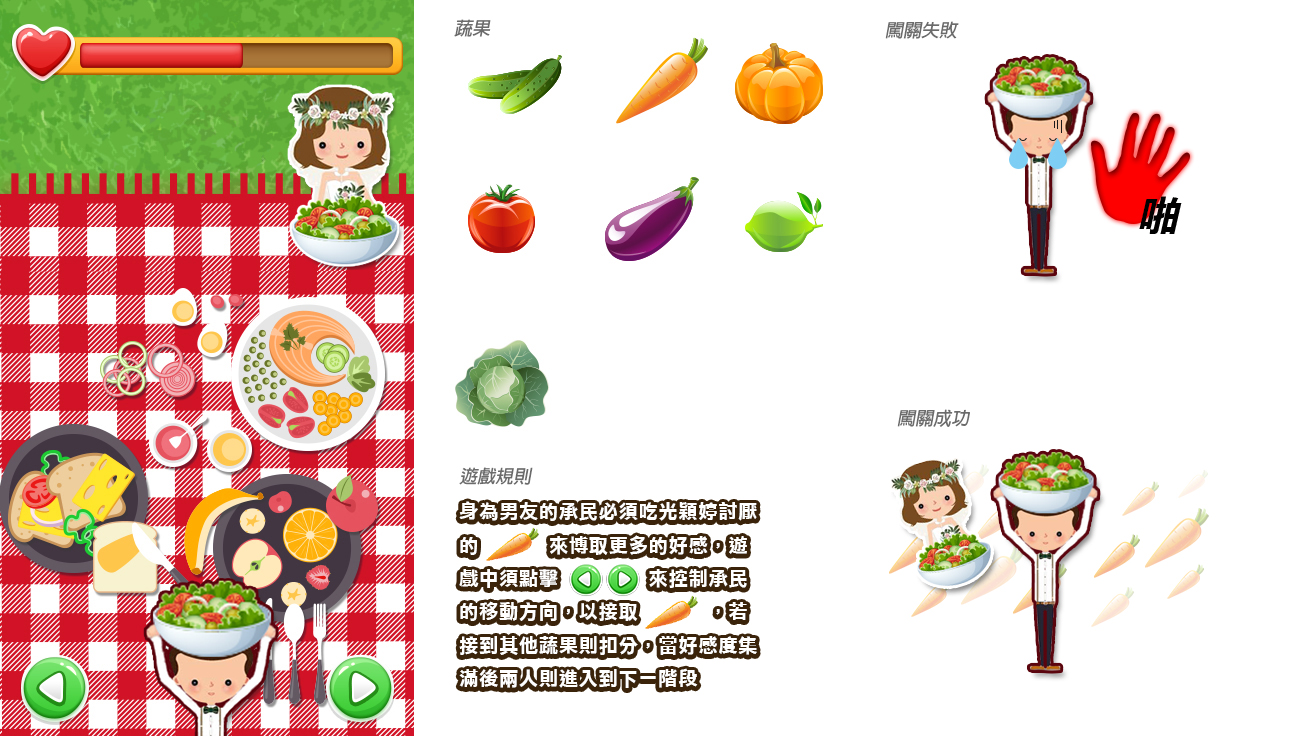 蔬果
闖關失敗
啪
闖關成功
遊戲規則
身為男友的承民必須吃光穎婷討厭
的 來博取更多的好感，遊
戲中須點擊 來控制承民
的移動方向，以接取 ，若
接到其他蔬果則扣分，當好感度集
滿後兩人則進入到下一階段